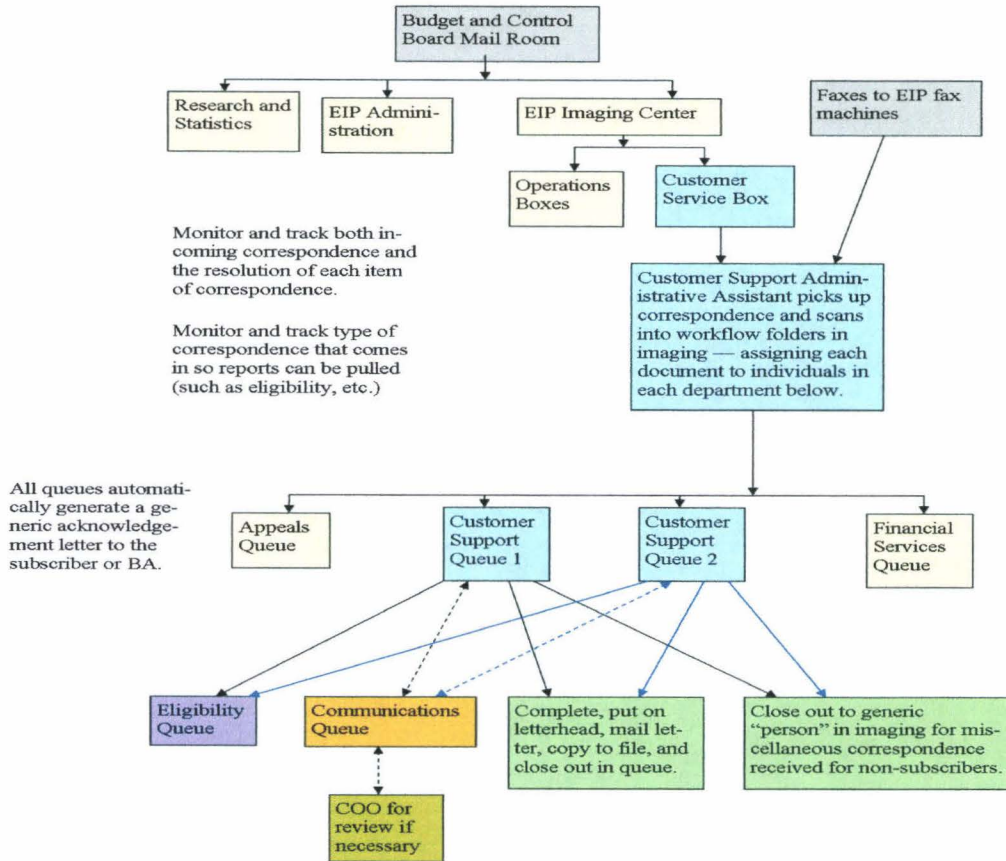 Budget and Control
Board Mail Room
Research and
Statistics
EIP Admini-
stration
EIP Imaging Center
Faxes to EIP fax
machines
Operations
Boxes
Customer
Service Box
Monitor and track both in-
coming correspondence and
the resolution of each item
of correspondence.
Monitor and track type of
correspondence that comes
in so reports can be pulled
(such as eligibility, etc.)
Customer Support Admin-
istrative Assistant picks up
correspondence and scans
into workflow folders in
imaging — assigning each
document to individuals in
each department below.
All queues automati-
cally generate a ge-
neric acknowledge-
ment letter to the
subscriber or BA.
Appeals
Queue
Customer
Support
Queue 1
Customer
Support
Queue 2
Financial
Services
Queue
Eligibility
Queue
Communications
Queue
Complete, put on
letterhead, mail let-
ter, copy to file, and
close out in queue.
Close out to generic
“person” in imaging for mis-
cellaneous correspondence
received for non-subscribers.
COO for
review if
necessary